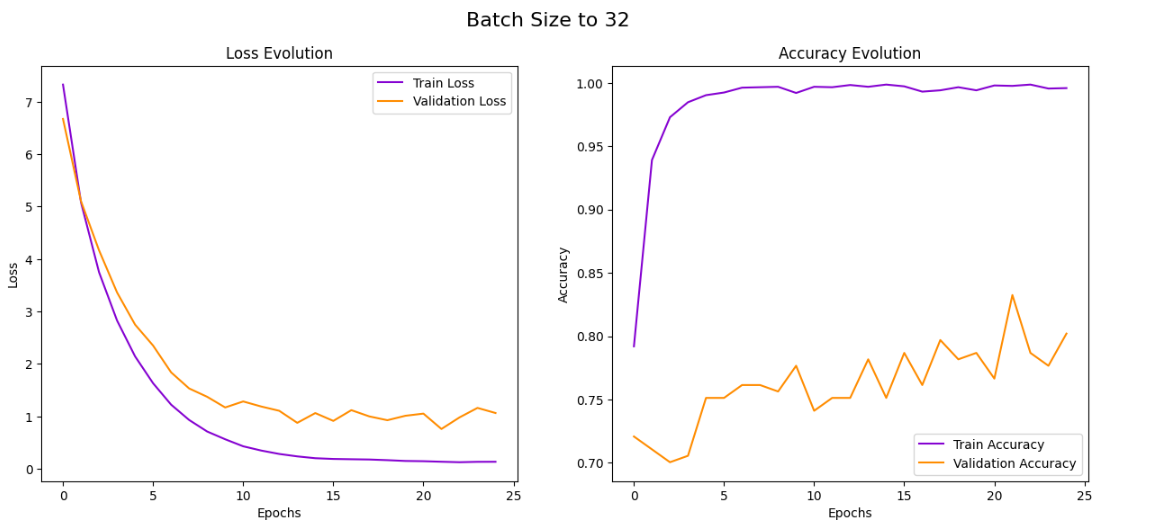 Batch Size to 32
Loss Evolution
Train Loss
Validation Loss
7
6
5
4
3
2
1
0
Loss
0 5 10 15 20 25
Epochs
Accuracy Evolution
1.00
0.95
0.90
0.85
0.80
0.75
0.70
Accuracy
Train Accuracy
Validation Accuracy
0 5 10 15 20 25
Epochs